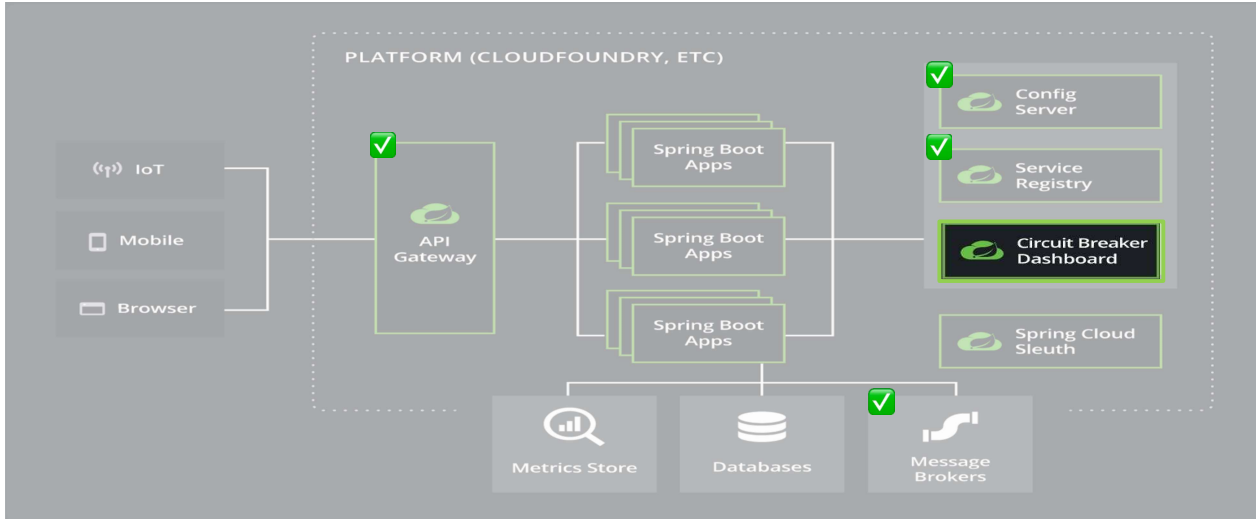 PLATFORM (CLOUDFOUNDRY, ETC)
IoT
Mobile
Browser
API
Gateway
Spring Boot
Apps
Spring Boot
Apps
Spring Boot
Apps
Config
Server
Service
Registry
Circuit Breaker
Dashboard
Spring Cloud
Sleuth
Metrics Store
Databases
Message
Brokers